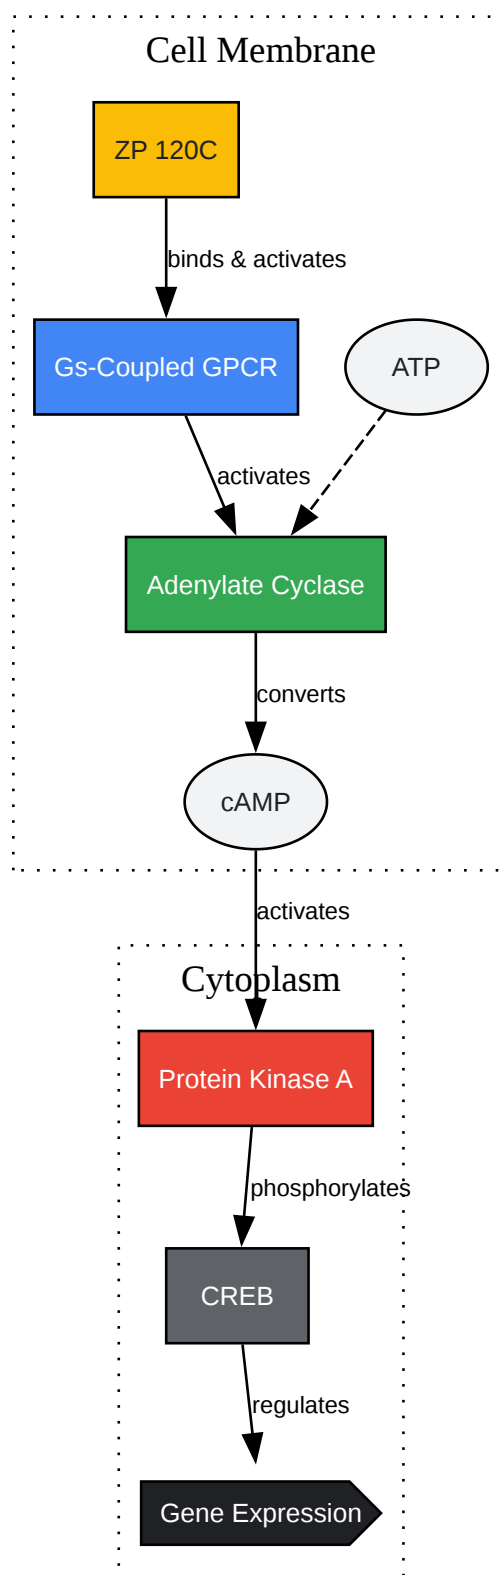 Cell Membrane
ZP 120C
binds & activates
Gs-Coupled GPCR
ATP
activates
Adenylate Cyclase
converts
cAMP
activates
Cytoplasm
Protein Kinase A
phosphorylates
CREB
regulates
Gene Expression